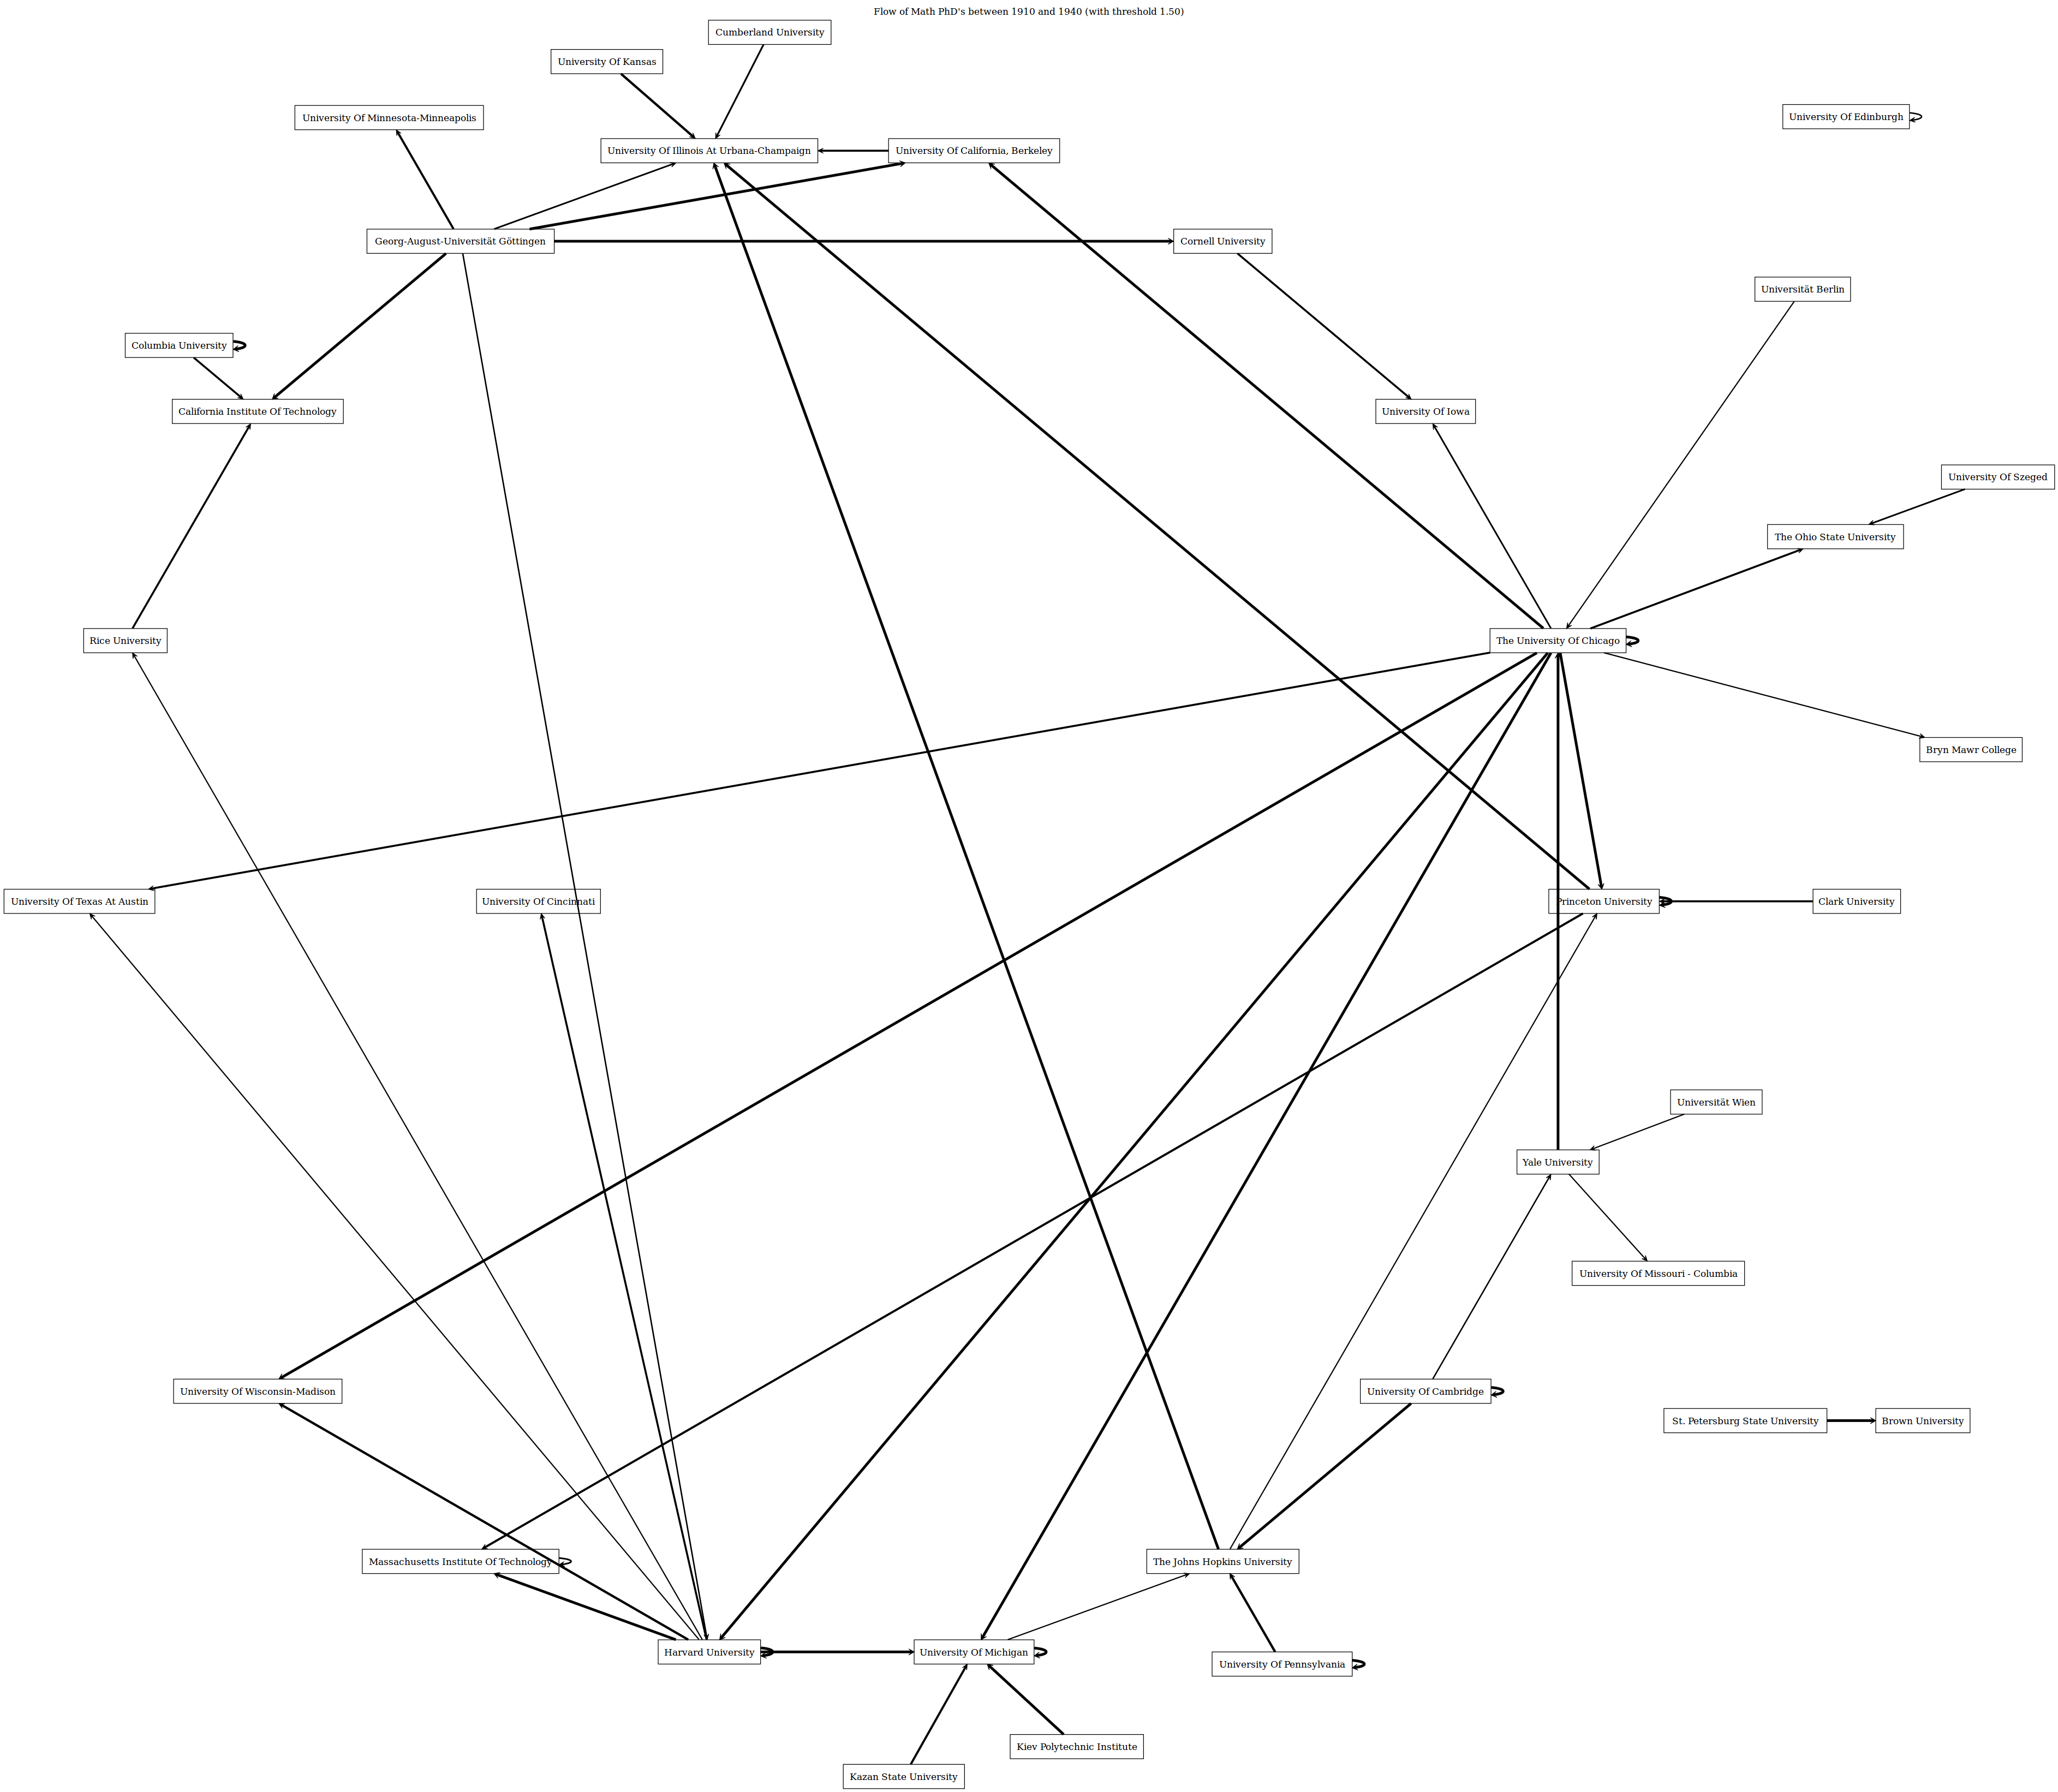 Flow of Math PhD's between 1910 and 1940 (with threshold 1.50)
Cumberland University
University Of Kansas
University Of Minnesota-Minneapolis
University Of Edinburgh
University Of Illinois At Urbana-Champaign
University Of California, Berkeley
Georg-August-Universität Göttingen
Cornell University
Universität Berlin
Columbia University
California Institute Of Technology
University Of Iowa
University Of Szeged
The Ohio State University
Rice University
The University Of Chicago
Bryn Mawr College
University Of Texas At Austin
University Of Cincinnati
Princeton University
Clark University
Universität Wien
Yale University
University Of Missouri - Columbia
University Of Wisconsin-Madison
University Of Cambridge
St. Petersburg State University
Brown University
Massachusetts Institute Of Technology
The Johns Hopkins University
Harvard University
University Of Michigan
University Of Pennsylvania
Kiev Polytechnic Institute
Kazan State University